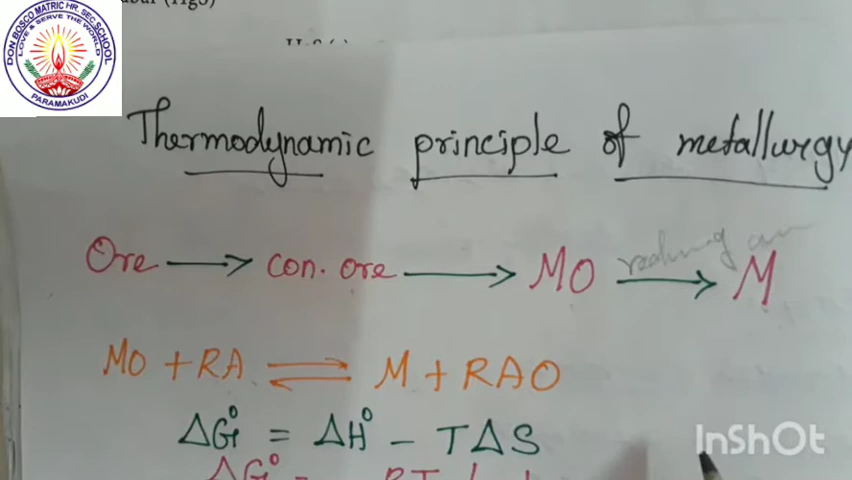 DON BOSCO MATRIC HR. SEC. SCHOOL
LOVE & SERVE THE WORLD
PARAMAKUDI
Thermodynamic principle of metallurgy
Ore → con. ore → MO → M
MO + RA ⇌ M + RAO
ΔG° = ΔH° - TΔS
ΔG° =
InShOt